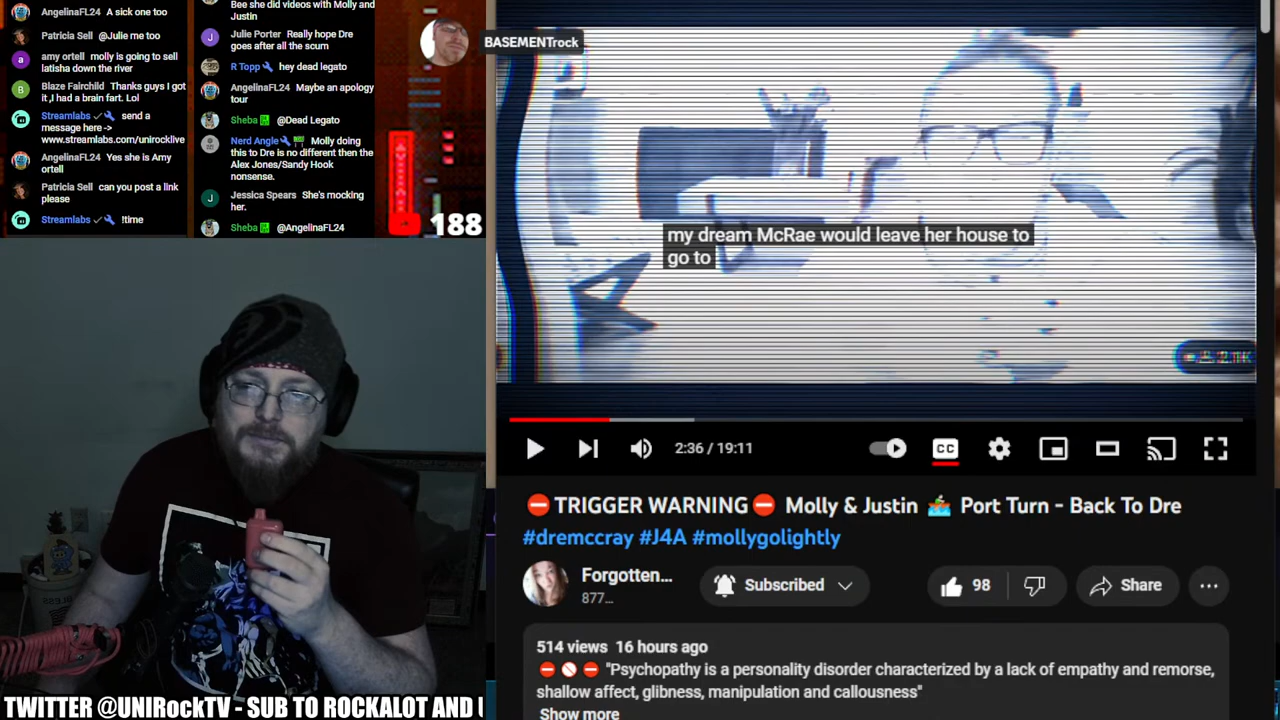 AngelinaFL24 A sick one too
Patricia Sell @Julie me too
amy ortell molly is going to sell
latisha down the river
Blaze Fairchild Thanks guys I got
it ,I had a brain fart. Lol
Streamlabs send a
message here ->
www.streamlabs.com/unirocklive
AngelinaFL24 Yes she is Amy
ortell
Patricia Sell can you post a link
please
Streamlabs !time
Bee she did videos with Molly and
Justin
Julie Porter Really hope Dre
goes after all the scum
R Topp hey dead legato
AngelinaFL24 Maybe an apology
tour
Sheba @Dead Legato
Nerd Angle Molly doing
this to Dre is no different then the
Alex Jones/Sandy Hook
nonsense.
Jessica Spears She's mocking
her.
Sheba @AngelinaFL24
188
BASEMENTrock
my dream McRae would leave her house to
go to
2:36 / 19:11
CC
⛔TRIGGER WARNING⛔ Molly & Justin 🚣 Port Turn - Back To Dre
#dremccray #J4A #mollygolightly
Forgotten...
877...
Subscribed
98
Share
514 views 16 hours ago
⛔🚫⛔ "Psychopathy is a personality disorder characterized by a lack of empathy and remorse,
shallow affect, glibness, manipulation and callousness"
Show more
TWITTER @UNIRockTV - SUB TO ROCKALOT AND